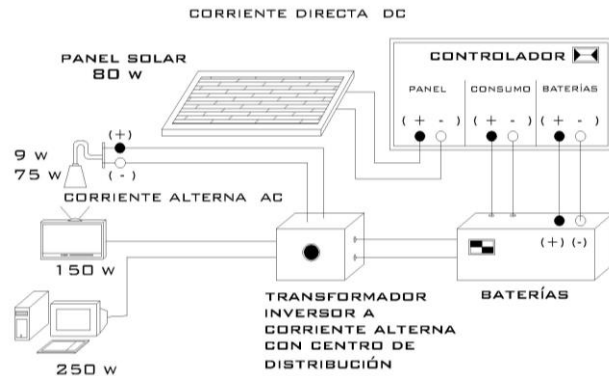 CORRIENTE DIRECTA DC
PANEL SOLAR
80 W
CONTROLADOR
PANEL
CONSUMO
BATERÍAS
(+ -)
(+ -)
(+ -)
(+)
(-)
9 W
75 W
CORRIENTE ALTERNA AC
150 W
250 W
TRANSFORMADOR
INVERSOR A
CORRIENTE ALTERNA
CON CENTRO DE
DISTRIBUCIÓN
(+) (-)
BATERÍAS